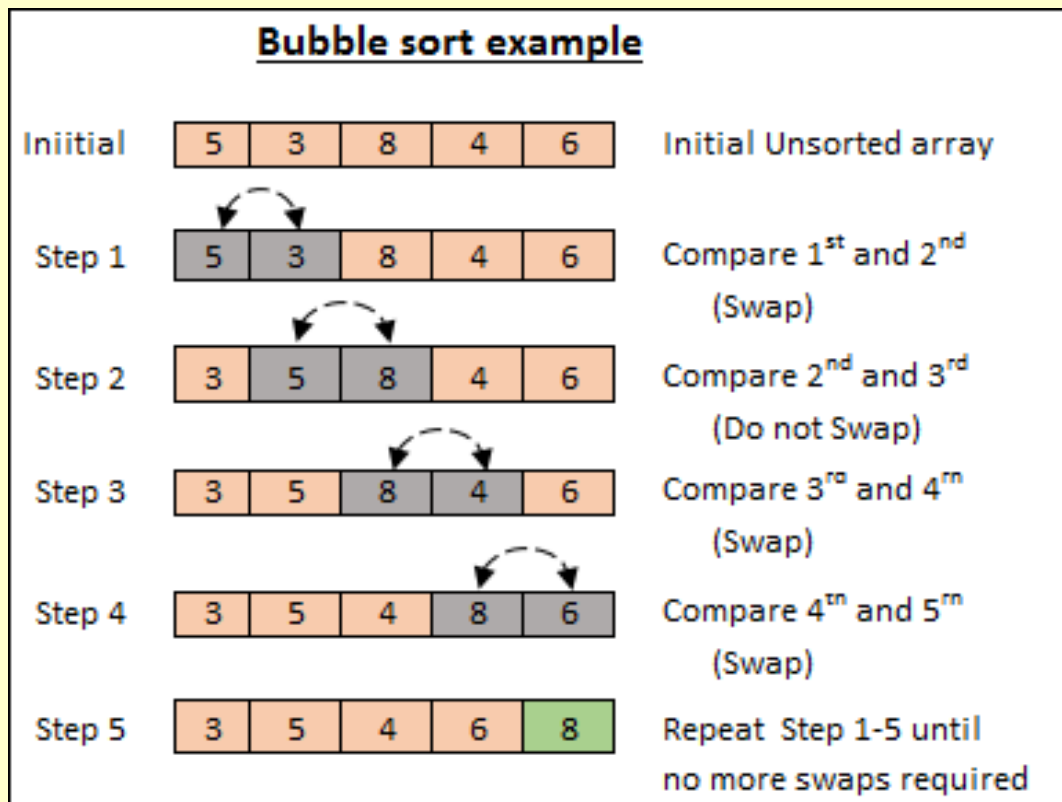 Bubble sort example
Iniitial 5 3 8 4 6 Initial Unsorted array
Step 1 5 3 8 4 6 Compare 1st and 2nd
(Swap)
Step 2 3 5 8 4 6 Compare 2nd and 3rd
(Do not Swap)
Step 3 3 5 8 4 6 Compare 3rd and 4th
(Swap)
Step 4 3 5 4 8 6 Compare 4th and 5th
(Swap)
Step 5 3 5 4 6 8 Repeat Step 1-5 until
no more swaps required